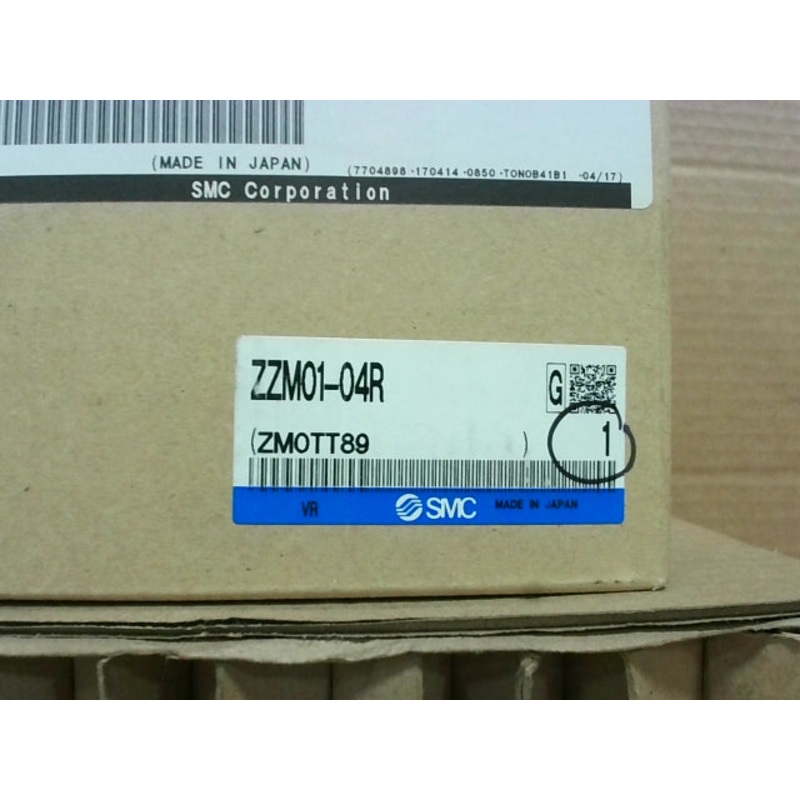 (MADE IN JAPAN)
(7704898 -170414 -0850 -TONOB41B1 -04/17)
SMC Corporation
ZZM01-04R
G
(ZM0TT89 )
1
VR
SMC
MADE IN JAPAN